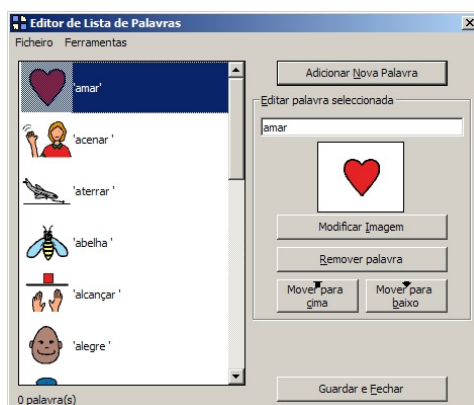 Editor de Lista de Palavras
Ficheiro Ferramentas
'amar'
'acenar '
'aterrar '
'abelha '
'alcançar '
'alegre '
0 palavra(s)
Adicionar Nova Palavra
Editar palavra seleccionada
amar
Modificar Imagem
Remover palavra
Mover para
cima
Mover para
baixo
Guardar e Fechar